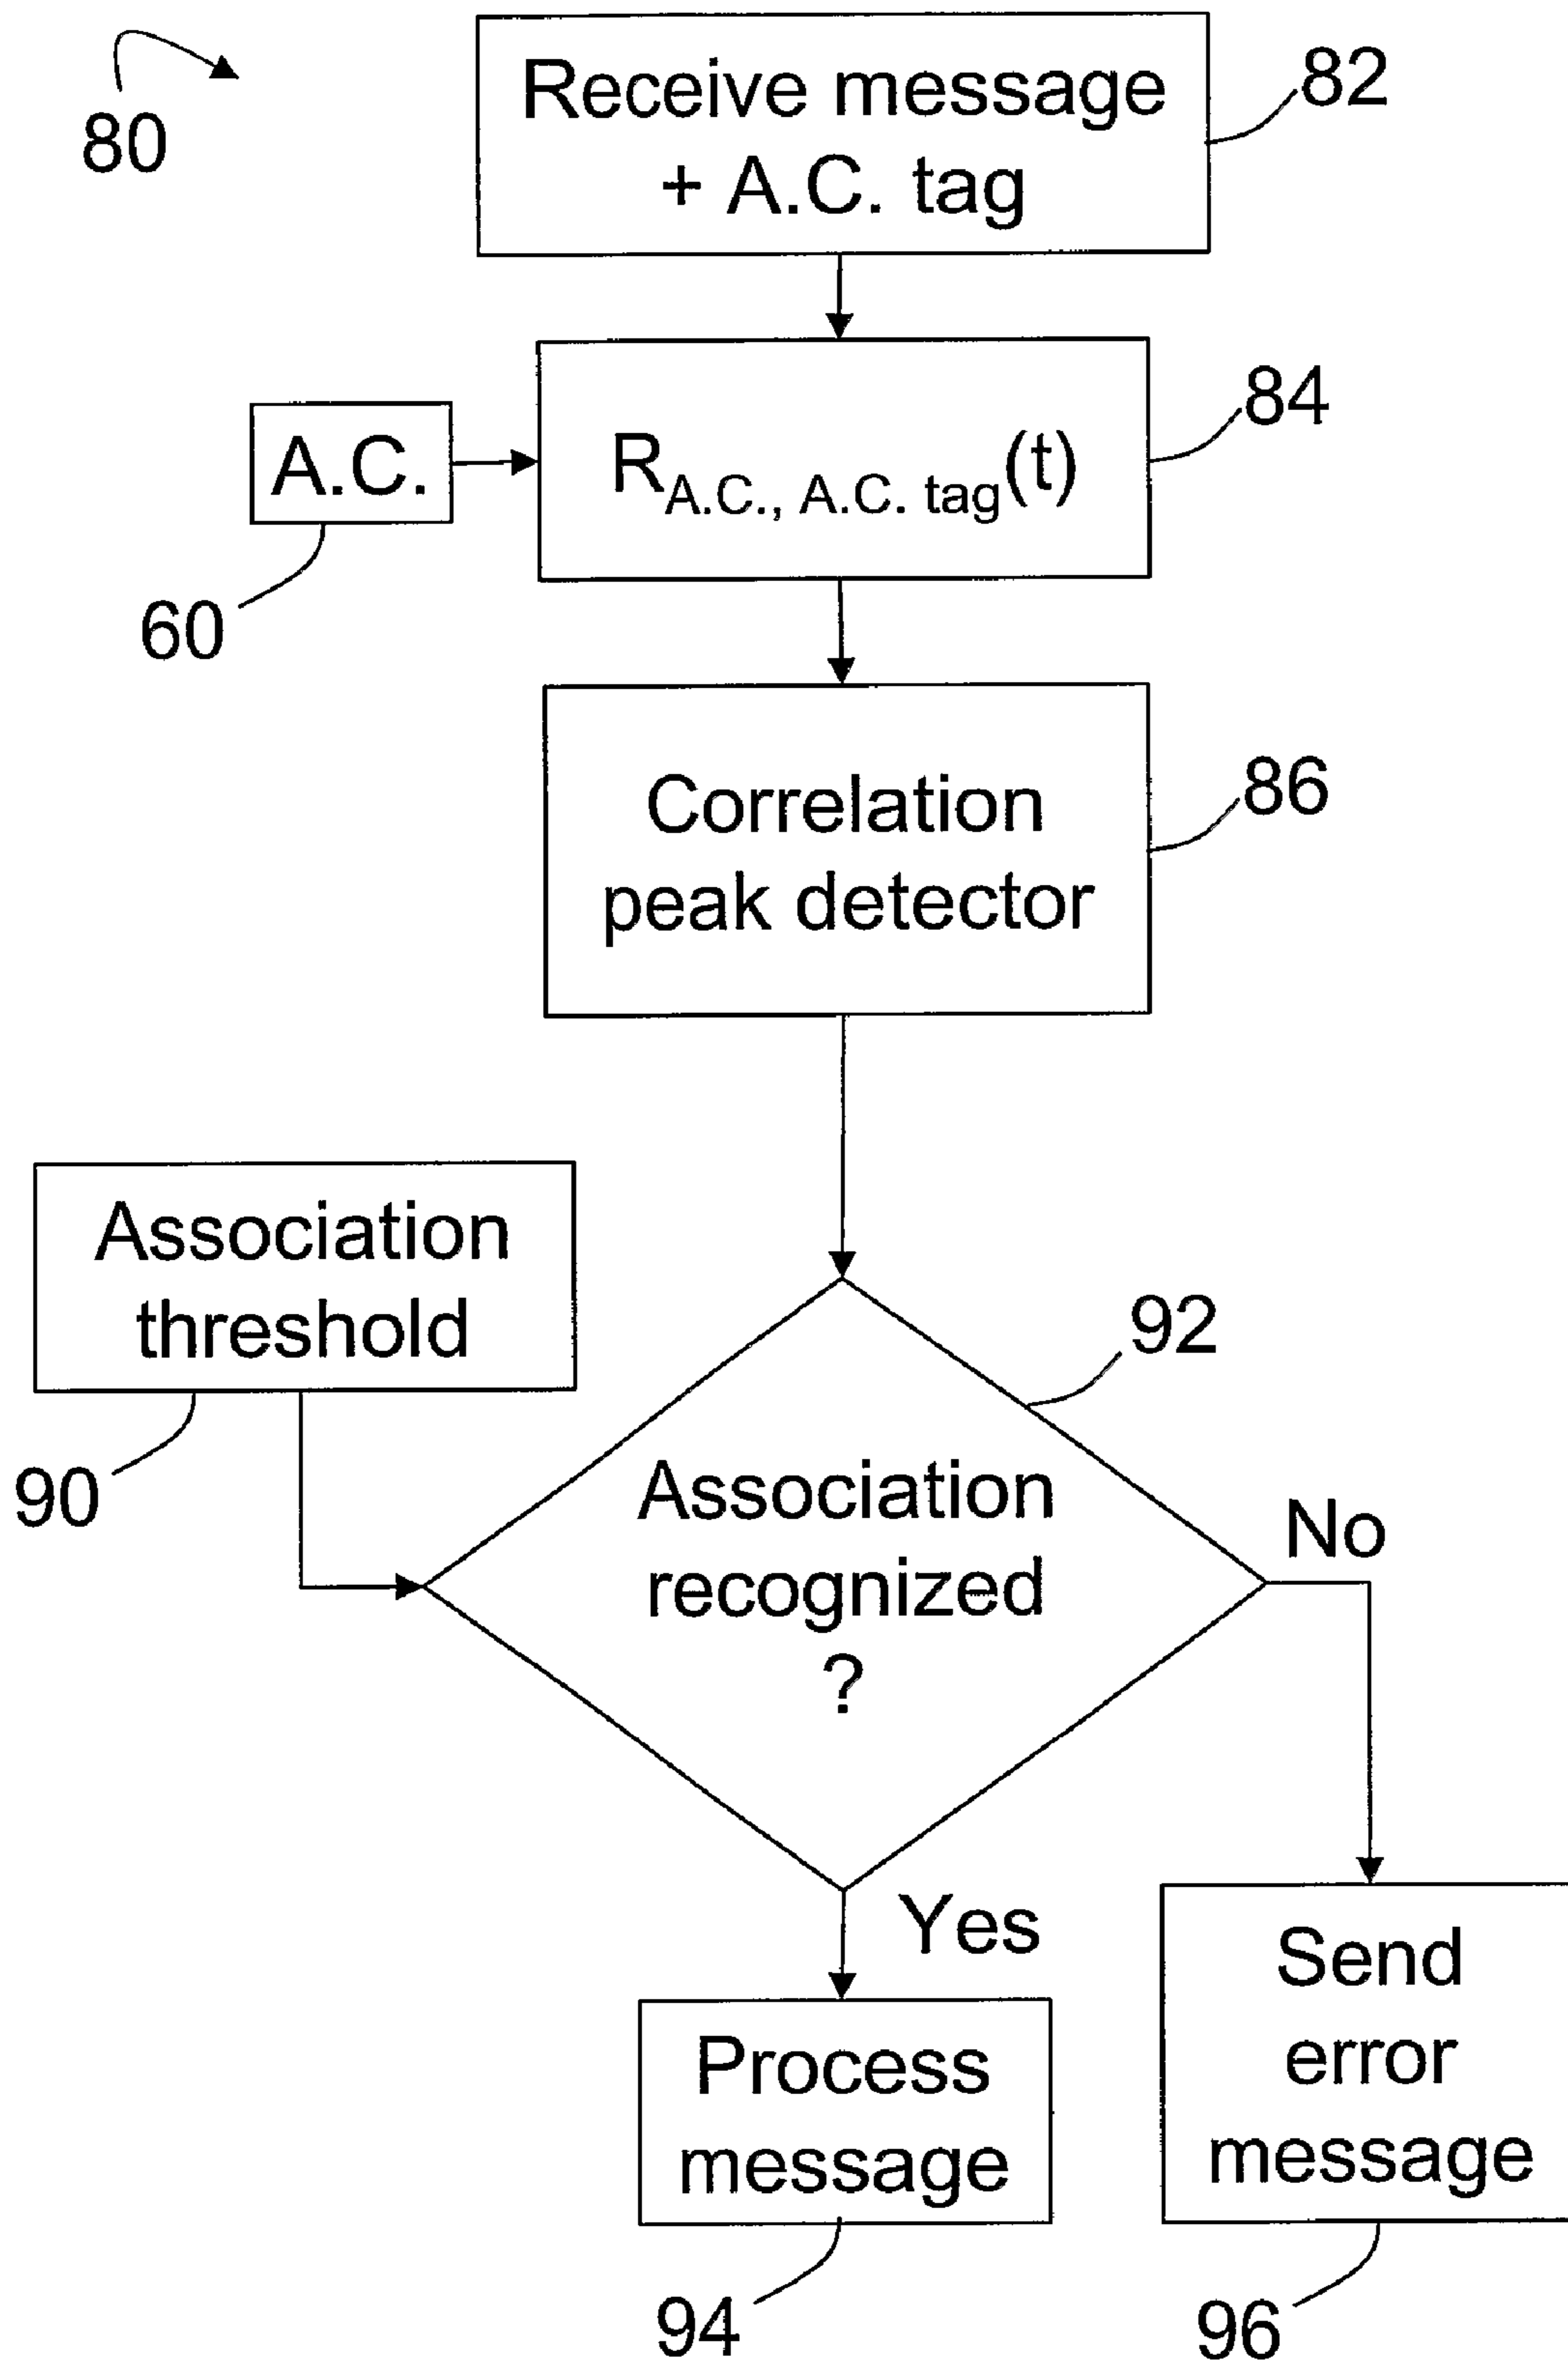 80
Receive message
+ A.C. tag
82
A.C.
60
R A.C., A.C. tag (t)
84
Correlation
peak detector
86
Association
threshold
90
92
Association
recognized
?
No
Yes
Process
message
94
Send
error
message
96